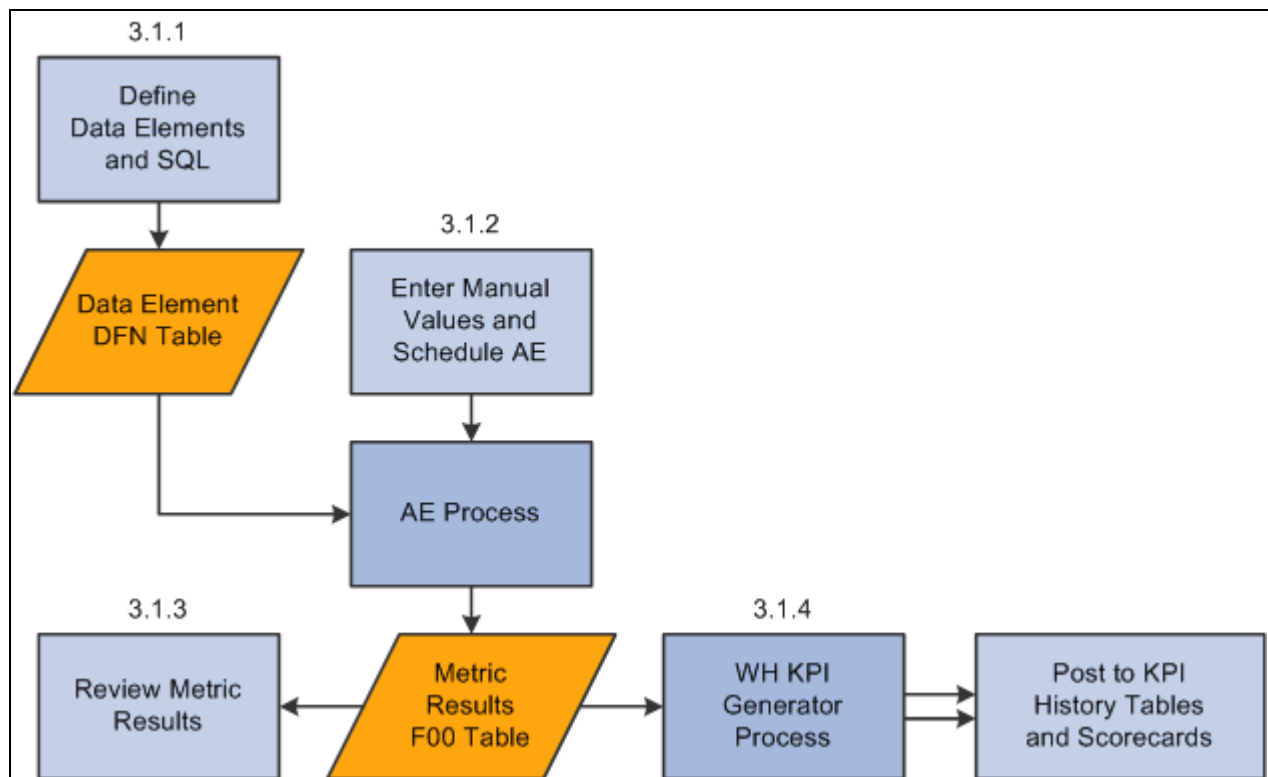 3.1.1
Define
Data Elements
and SQL
3.1.2
Data Element
DFN Table
Enter Manual
Values and
Schedule AE
AE Process
3.1.3
3.1.4
Review Metric
Results
Metric
Results
F00 Table
WH KPI
Generator
Process
Post to KPI
History Tables
and Scorecards